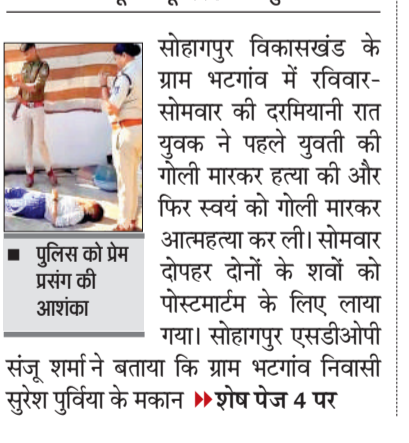 सोहागपुर विकासखंड के
ग्राम भटगांव में रविवार-
सोमवार की दरमियानी रात
युवक ने पहले युवती की
गोली मारकर हत्या की और
फिर स्वयं को गोली मारकर
आत्महत्या कर ली। सोमवार
दोपहर दोनों के शवों को
पोस्टमार्टम के लिए लाया
गया। सोहागपुर एसडीओपी
संजू शर्मा ने बताया कि ग्राम भटगांव निवासी
सुरेश पुर्विया के मकान शेष पेज 4 पर
■ पुलिस को प्रेम
प्रसंग की
आशंका